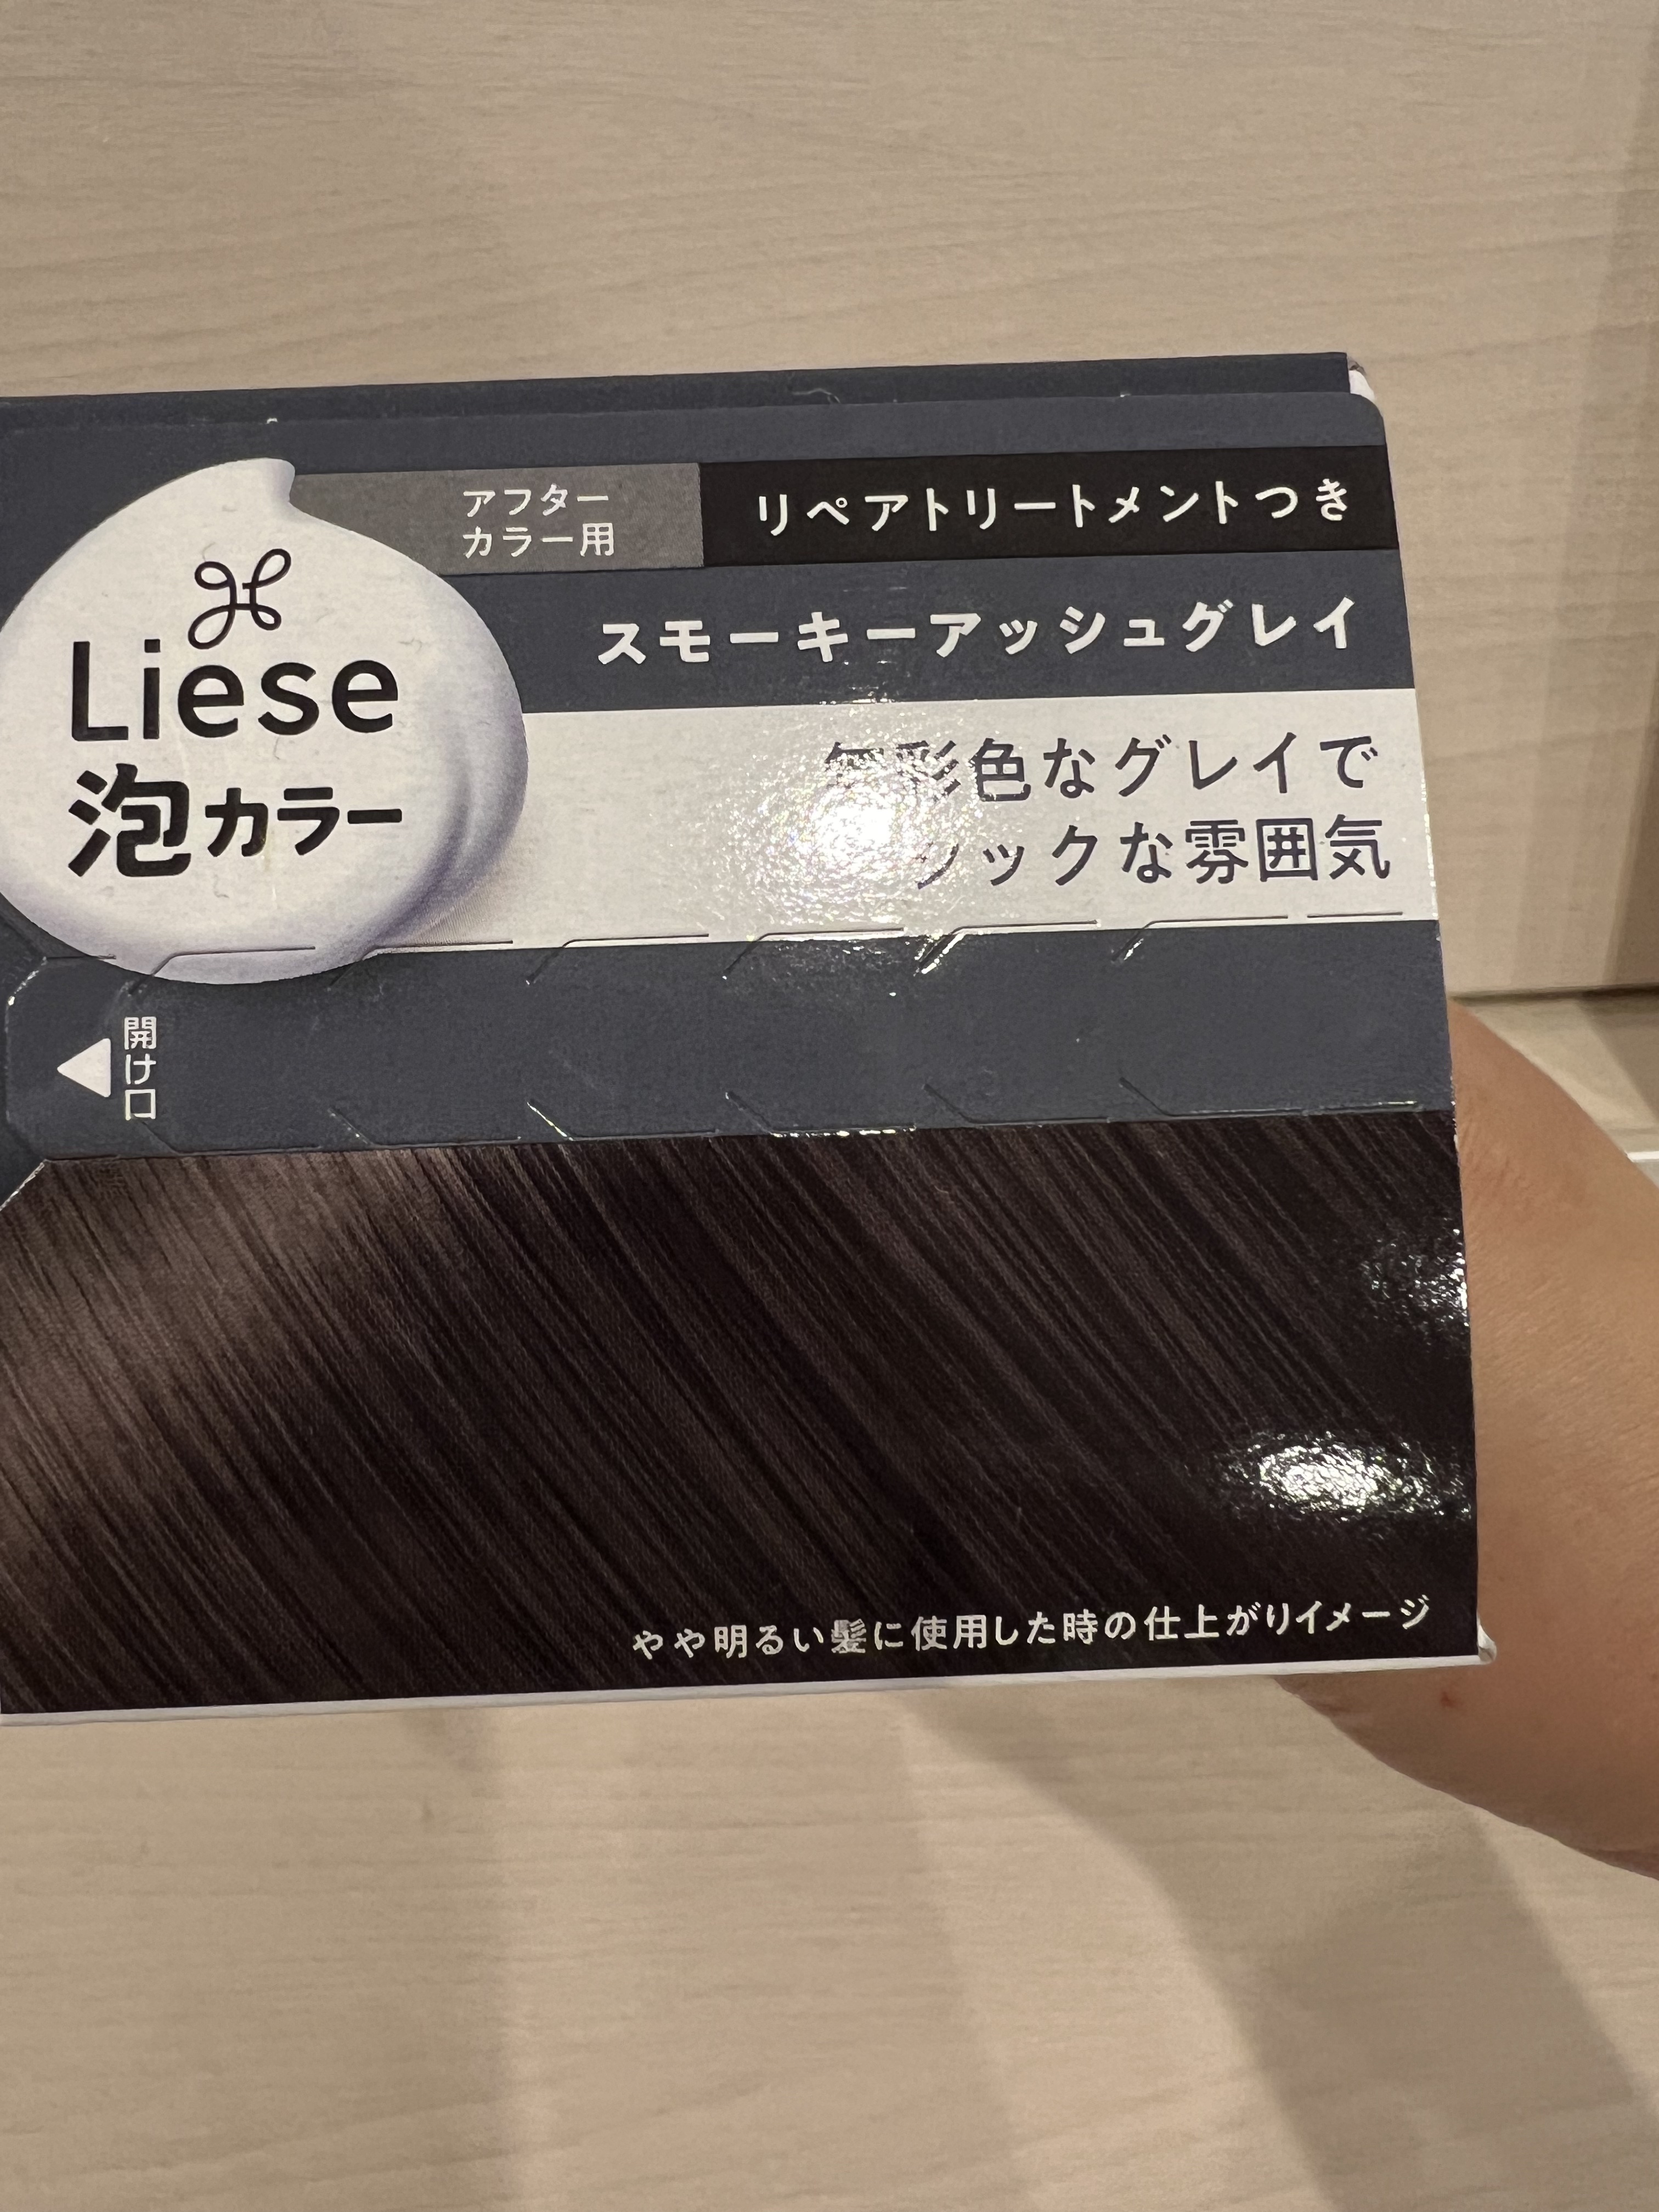 アフター
カラー用
リペアトリートメントつき
スモーキーアッシュグレイ
Liese
泡カラー
無彩色なグレイで
シックな雰囲気
開け口
やや明るい髪に使用した時の仕上がりイメージ